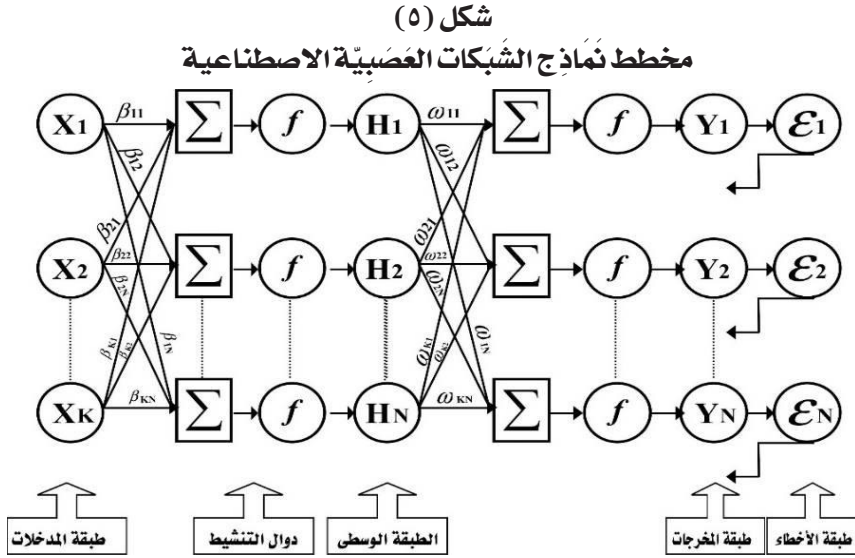 شكل (٥)
مخطط نَمَاذِج الشَبَكات العَصَبِيّة الاصطناعية
X1 β11 Σ f H1 ω11 Σ f Y1 ε1
β12 ω12
β21 ω21
X2 β22 Σ f H2 ω22 Σ f Y2 ε2
β2N ω2N
βK1 βK2 β1N ωK1 ωK2 ω1N
XK βKN Σ f HN ωKN Σ f YN εN
طبقة المدخلات
دوال التنشيط
الطبقة الوسطى
طبقة المخرجات
طبقة الأخطاء